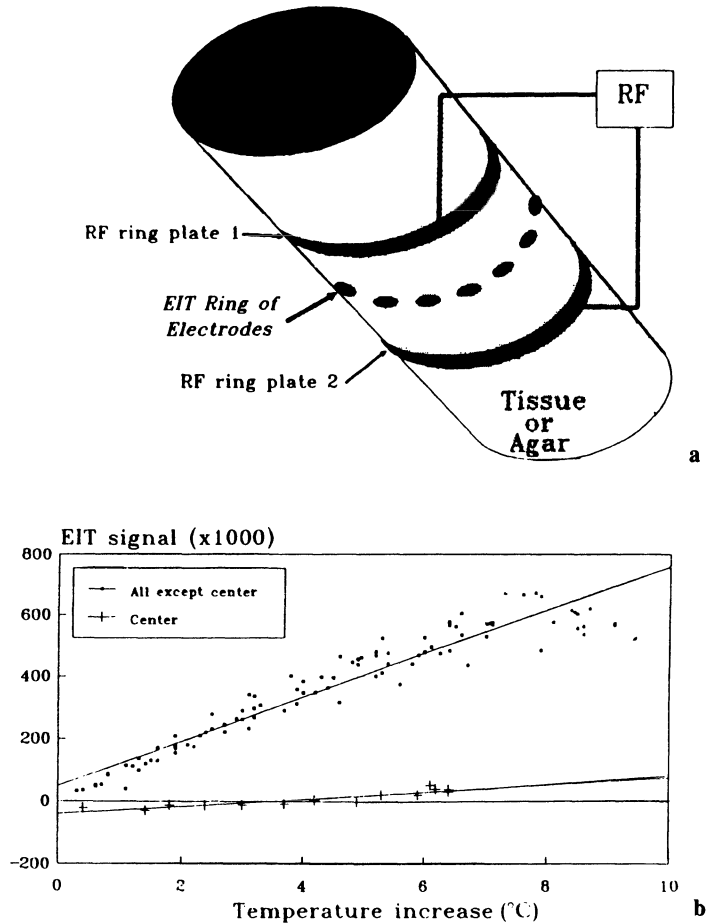 RF
RF ring plate 1
EIT Ring of
Electrodes
RF ring plate 2
Tissue
or
Agar
a
EIT signal (x1000)
800
600
400
200
0
-200
All except center
Center
0 2 4 6 8 10
Temperature increase (°C)
b